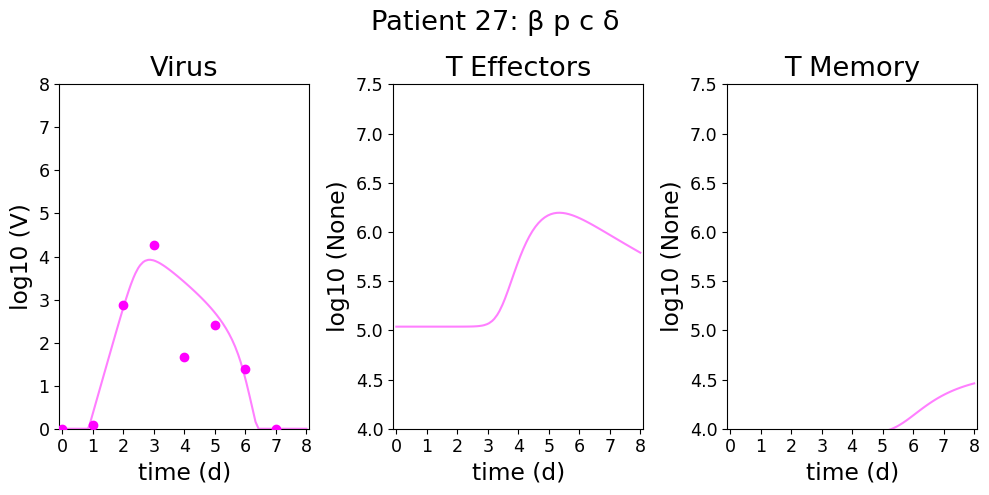 Patient 27: β p c δ
Virus
T Effectors
T Memory
log10 (V)
8
7
6
5
4
3
2
1
0
0 1 2 3 4 5 6 7 8
time (d)
log10 (None)
7.5
7.0
6.5
6.0
5.5
5.0
4.5
4.0
0 1 2 3 4 5 6 7 8
time (d)
log10 (None)
7.5
7.0
6.5
6.0
5.5
5.0
4.5
4.0
0 1 2 3 4 5 6 7 8
time (d)